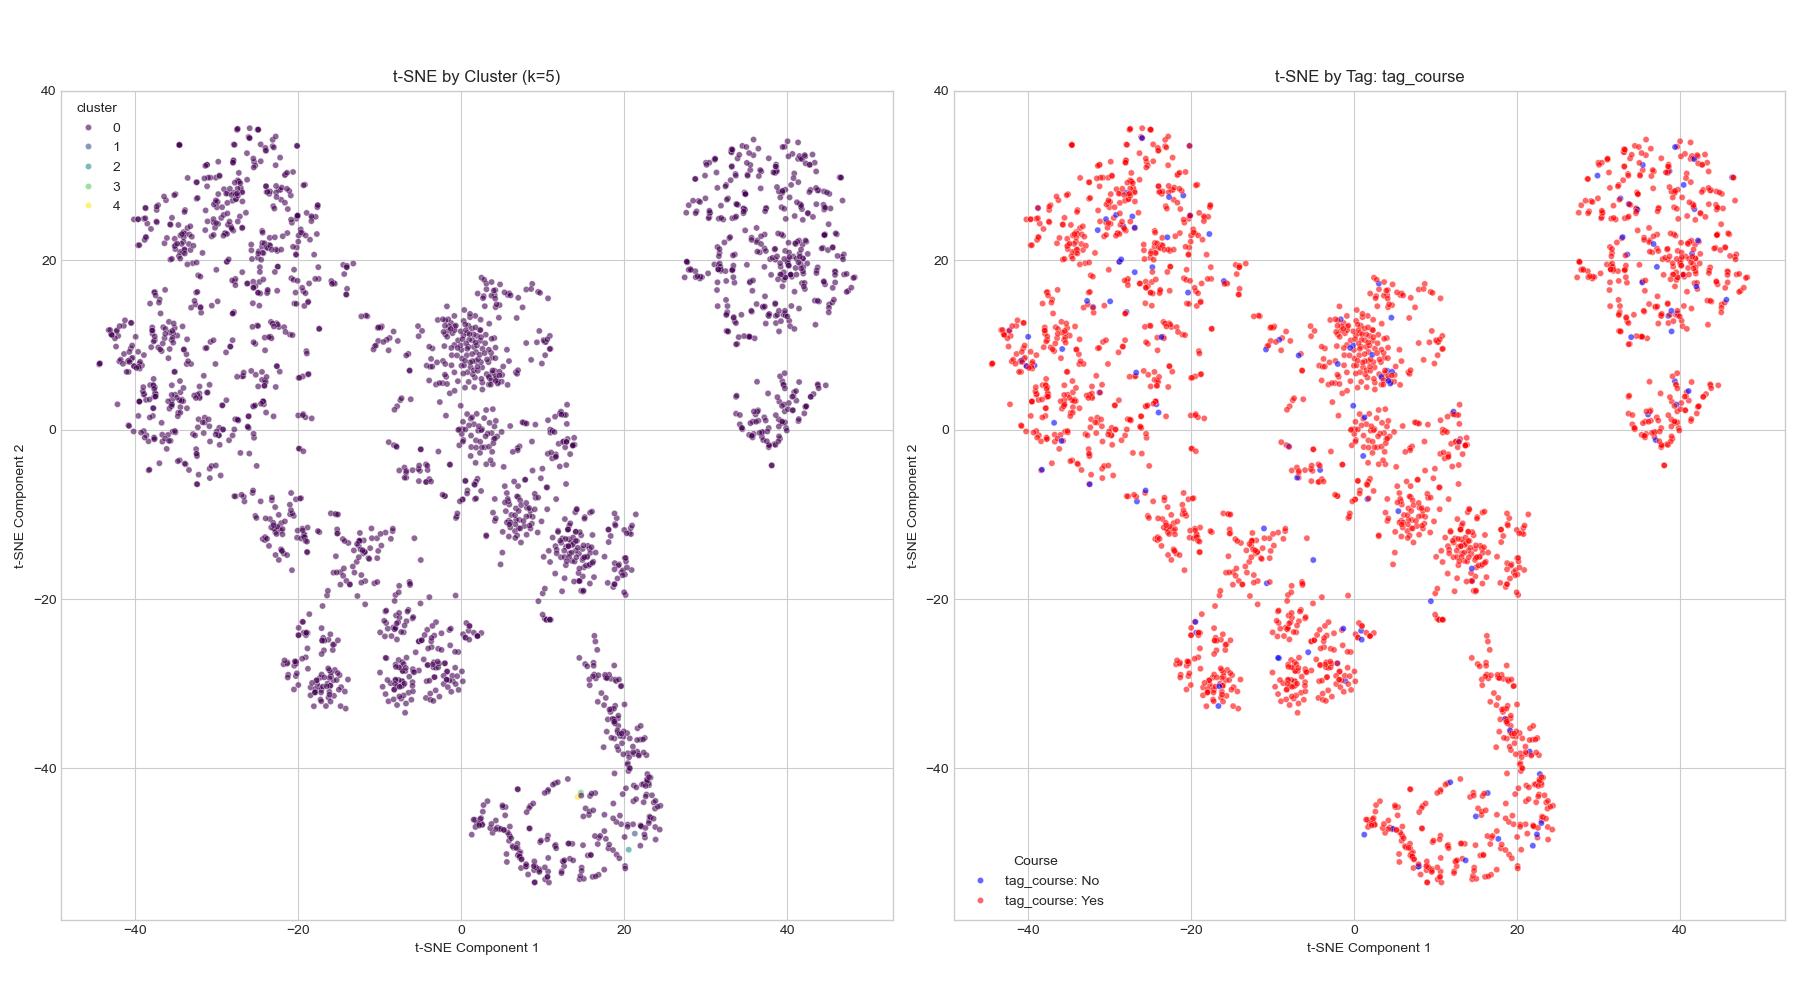 t-SNE by Cluster (k=5)
cluster
0
1
2
3
4
40
20
0
−20
−40
−40
−20
0
20
40
t-SNE Component 1
t-SNE Component 2
t-SNE by Tag: tag_course
40
20
0
−20
−40
Course
tag_course: No
tag_course: Yes
−40
−20
0
20
40
t-SNE Component 1
t-SNE Component 2